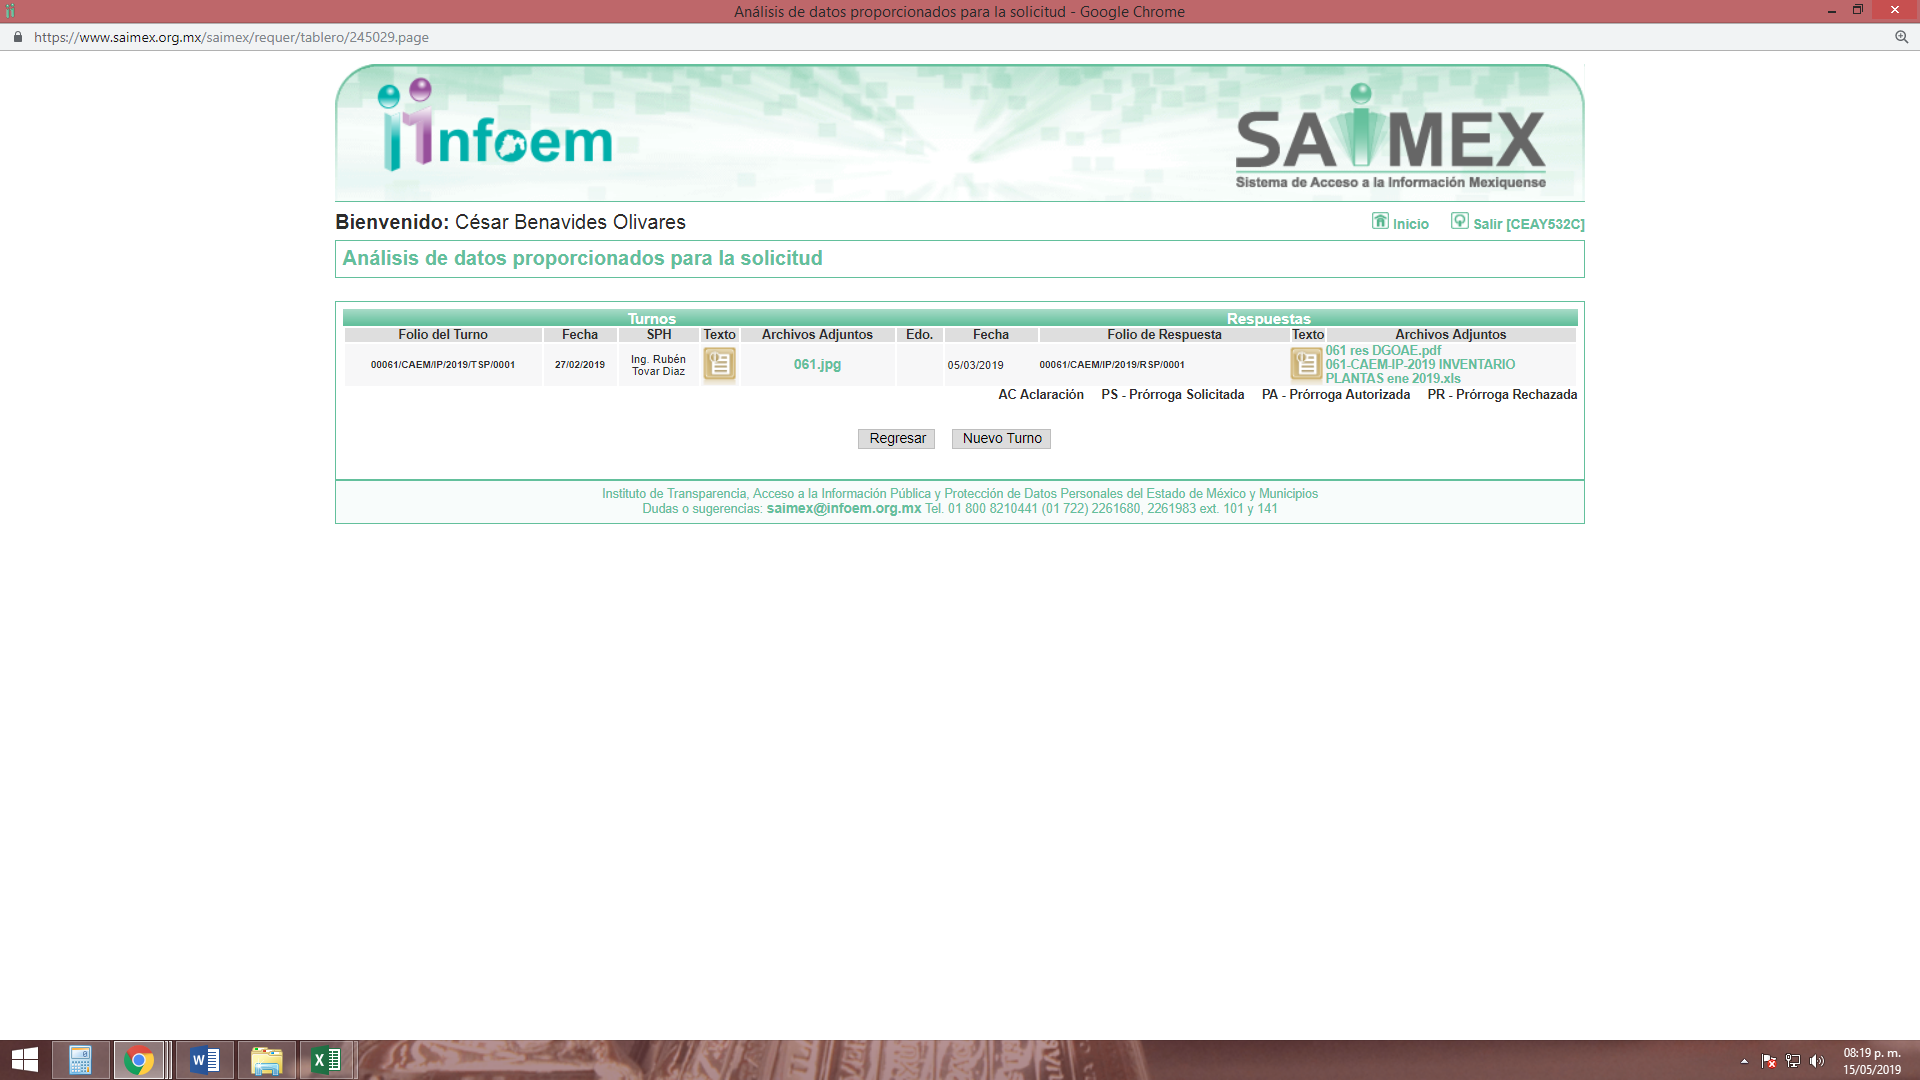 Análisis de datos proporcionados para la solicitud - Google Chrome
https://www.saimex.org.mx/saimex/requer/tablero/245029.page
infoem
SAIMEX
Sistema de Acceso a la Información Mexiquense
Bienvenido: César Benavides Olivares
Inicio
Salir [CEAY532C]
Análisis de datos proporcionados para la solicitud
Turnos
Respuestas
Folio del Turno
Fecha
SPH
Texto
Archivos Adjuntos
Edo.
Fecha
Folio de Respuesta
Texto
Archivos Adjuntos
00061/CAEM/IP/2019/TSP/0001
27/02/2019
Ing. Rubén
Tovar Diaz
061.jpg
05/03/2019
00061/CAEM/IP/2019/RSP/0001
061 res DGOAE.pdf
061-CAEM-IP-2019 INVENTARIO
PLANTAS ene 2019.xls
AC Aclaración
PS - Prórroga Solicitada
PA - Prórroga Autorizada
PR - Prórroga Rechazada
Regresar
Nuevo Turno
Instituto de Transparencia, Acceso a la Información Pública y Protección de Datos Personales del Estado de México y Municipios
Dudas o sugerencias: saimex@infoem.org.mx Tel. 01 800 8210441 (01 722) 2261680, 2261983 ext. 101 y 141
08:19 p. m.
15/05/2019